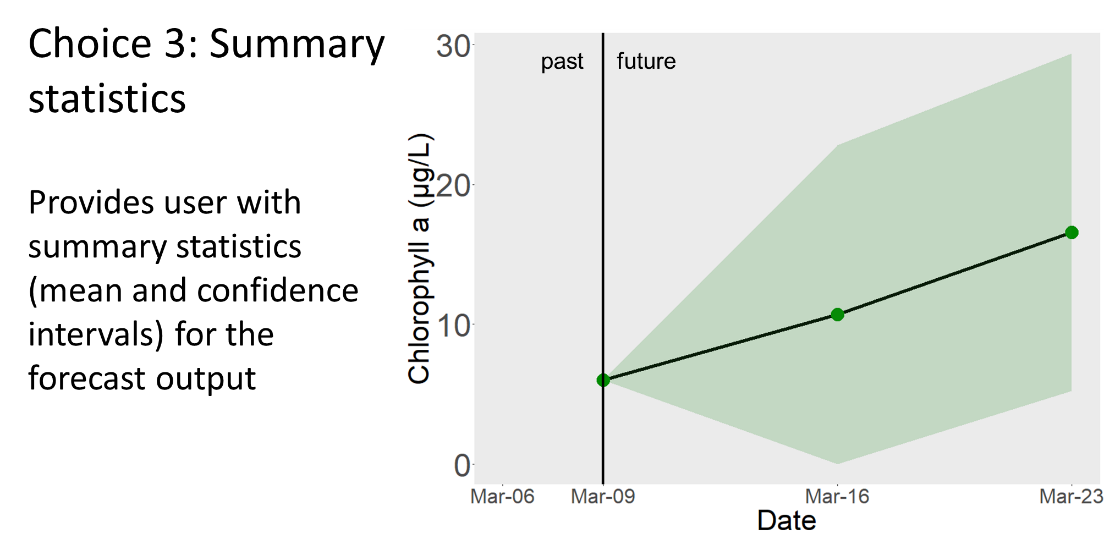 Choice 3: Summary
statistics
Provides user with
summary statistics
(mean and confidence
intervals) for the
forecast output
past
future
30
20
10
0
Chlorophyll a (μg/L)
Mar-06
Mar-09
Mar-16
Mar-23
Date